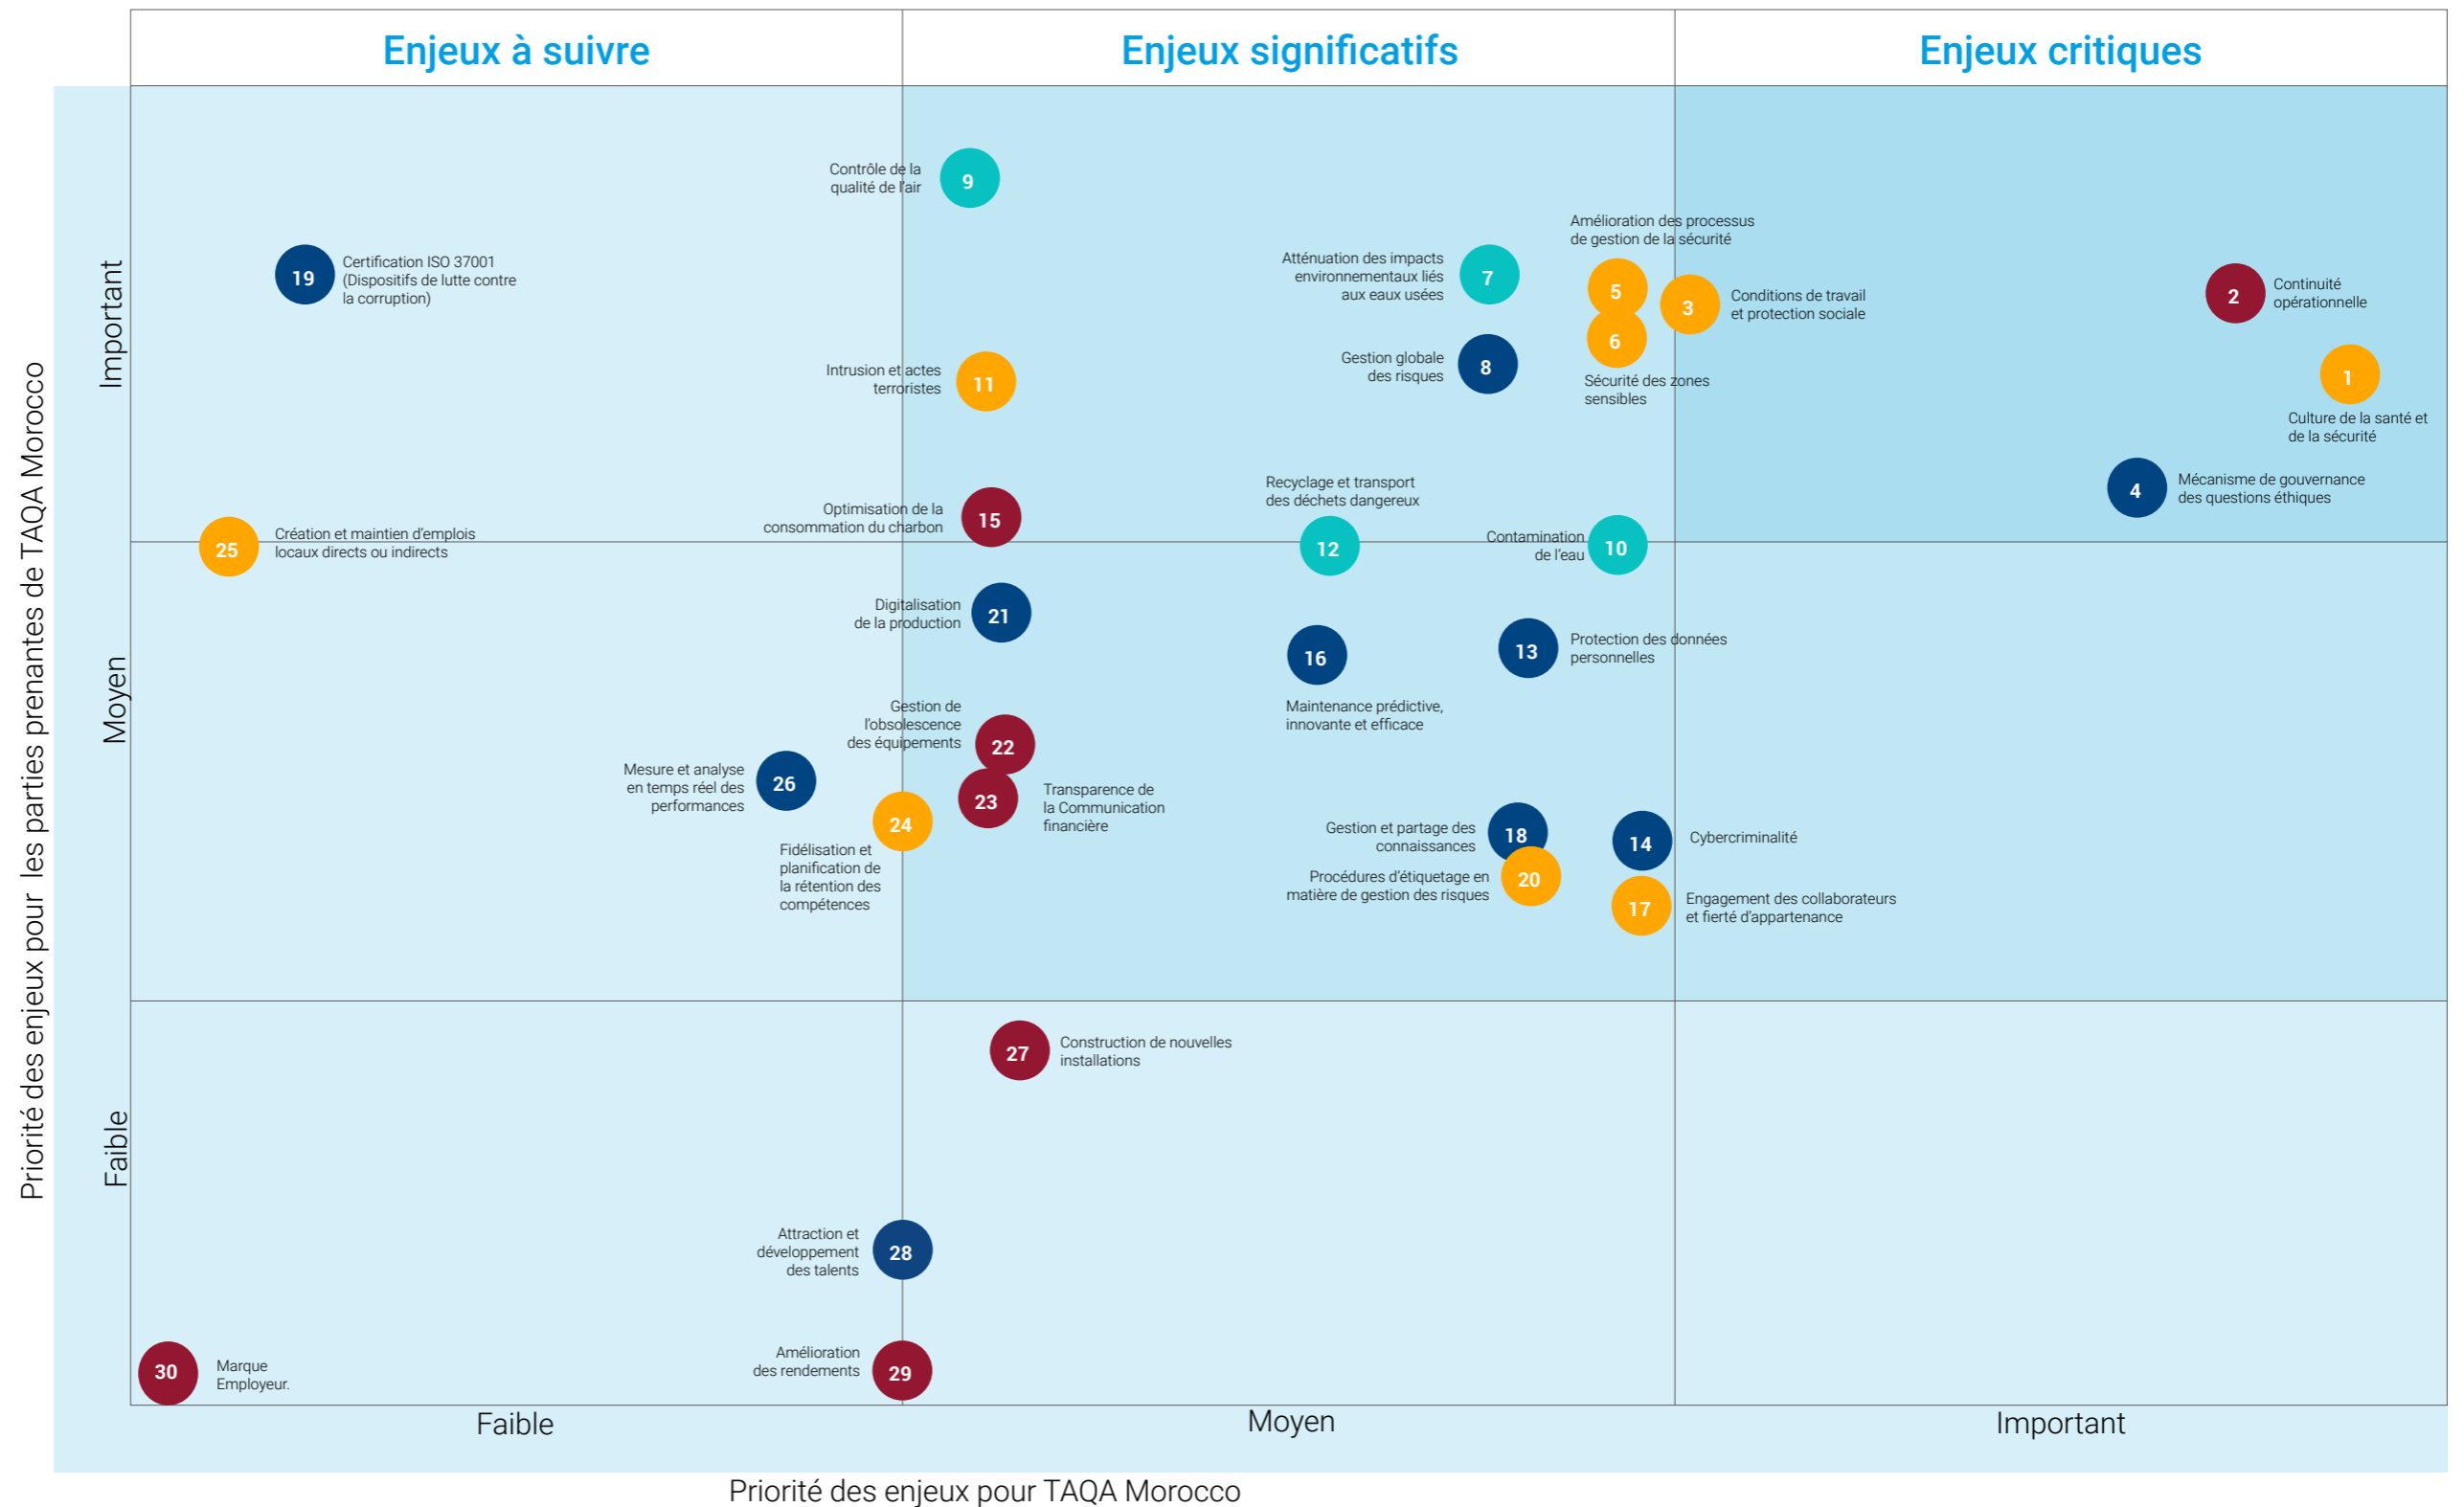 Enjeux à suivre
Enjeux significatifs
Enjeux critiques
Priorité des enjeux pour les parties prenantes de TAQA Morocco
Important
Moyen
Faible
9
Contrôle de la
qualité de l'air
19
Certification ISO 37001
(Dispositifs de lutte contre
la corruption)
Atténuation des impacts
environnementaux liés
aux eaux usées
7
Amélioration des processus
de gestion de la sécurité
5
3
Conditions de travail
et protection sociale
2
Continuité
opérationnelle
6
Sécurité des zones
sensibles
Gestion globale
des risques
8
Intrusion et actes
terroristes
11
1
Culture de la santé et
de la sécurité
4
Mécanisme de gouvernance
des questions éthiques
Optimisation de la
consommation du charbon
15
Recyclage et transport
des déchets dangereux
12
Contamination
de l'eau
10
25
Création et maintien d'emplois
locaux directs ou indirects
Digitalisation
de la production
21
16
Maintenance prédictive,
innovante et efficace
13
Protection des données
personnelles
Gestion de
l'obsolescence
des équipements
22
Mesure et analyse
en temps réel des
performances
26
23
Transparence de
la Communication
financière
24
Fidélisation et
planification de
la rétention des
compétences
Gestion et partage des
connaissances
18
14
Cybercriminalité
Procédures d'étiquetage en
matière de gestion des risques
20
17
Engagement des collaborateurs
et fierté d'appartenance
27
Construction de nouvelles
installations
Attraction et
développement
des talents
28
Amélioration
des rendements
29
30
Marque
Employeur.
Faible
Moyen
Important
Priorité des enjeux pour TAQA Morocco